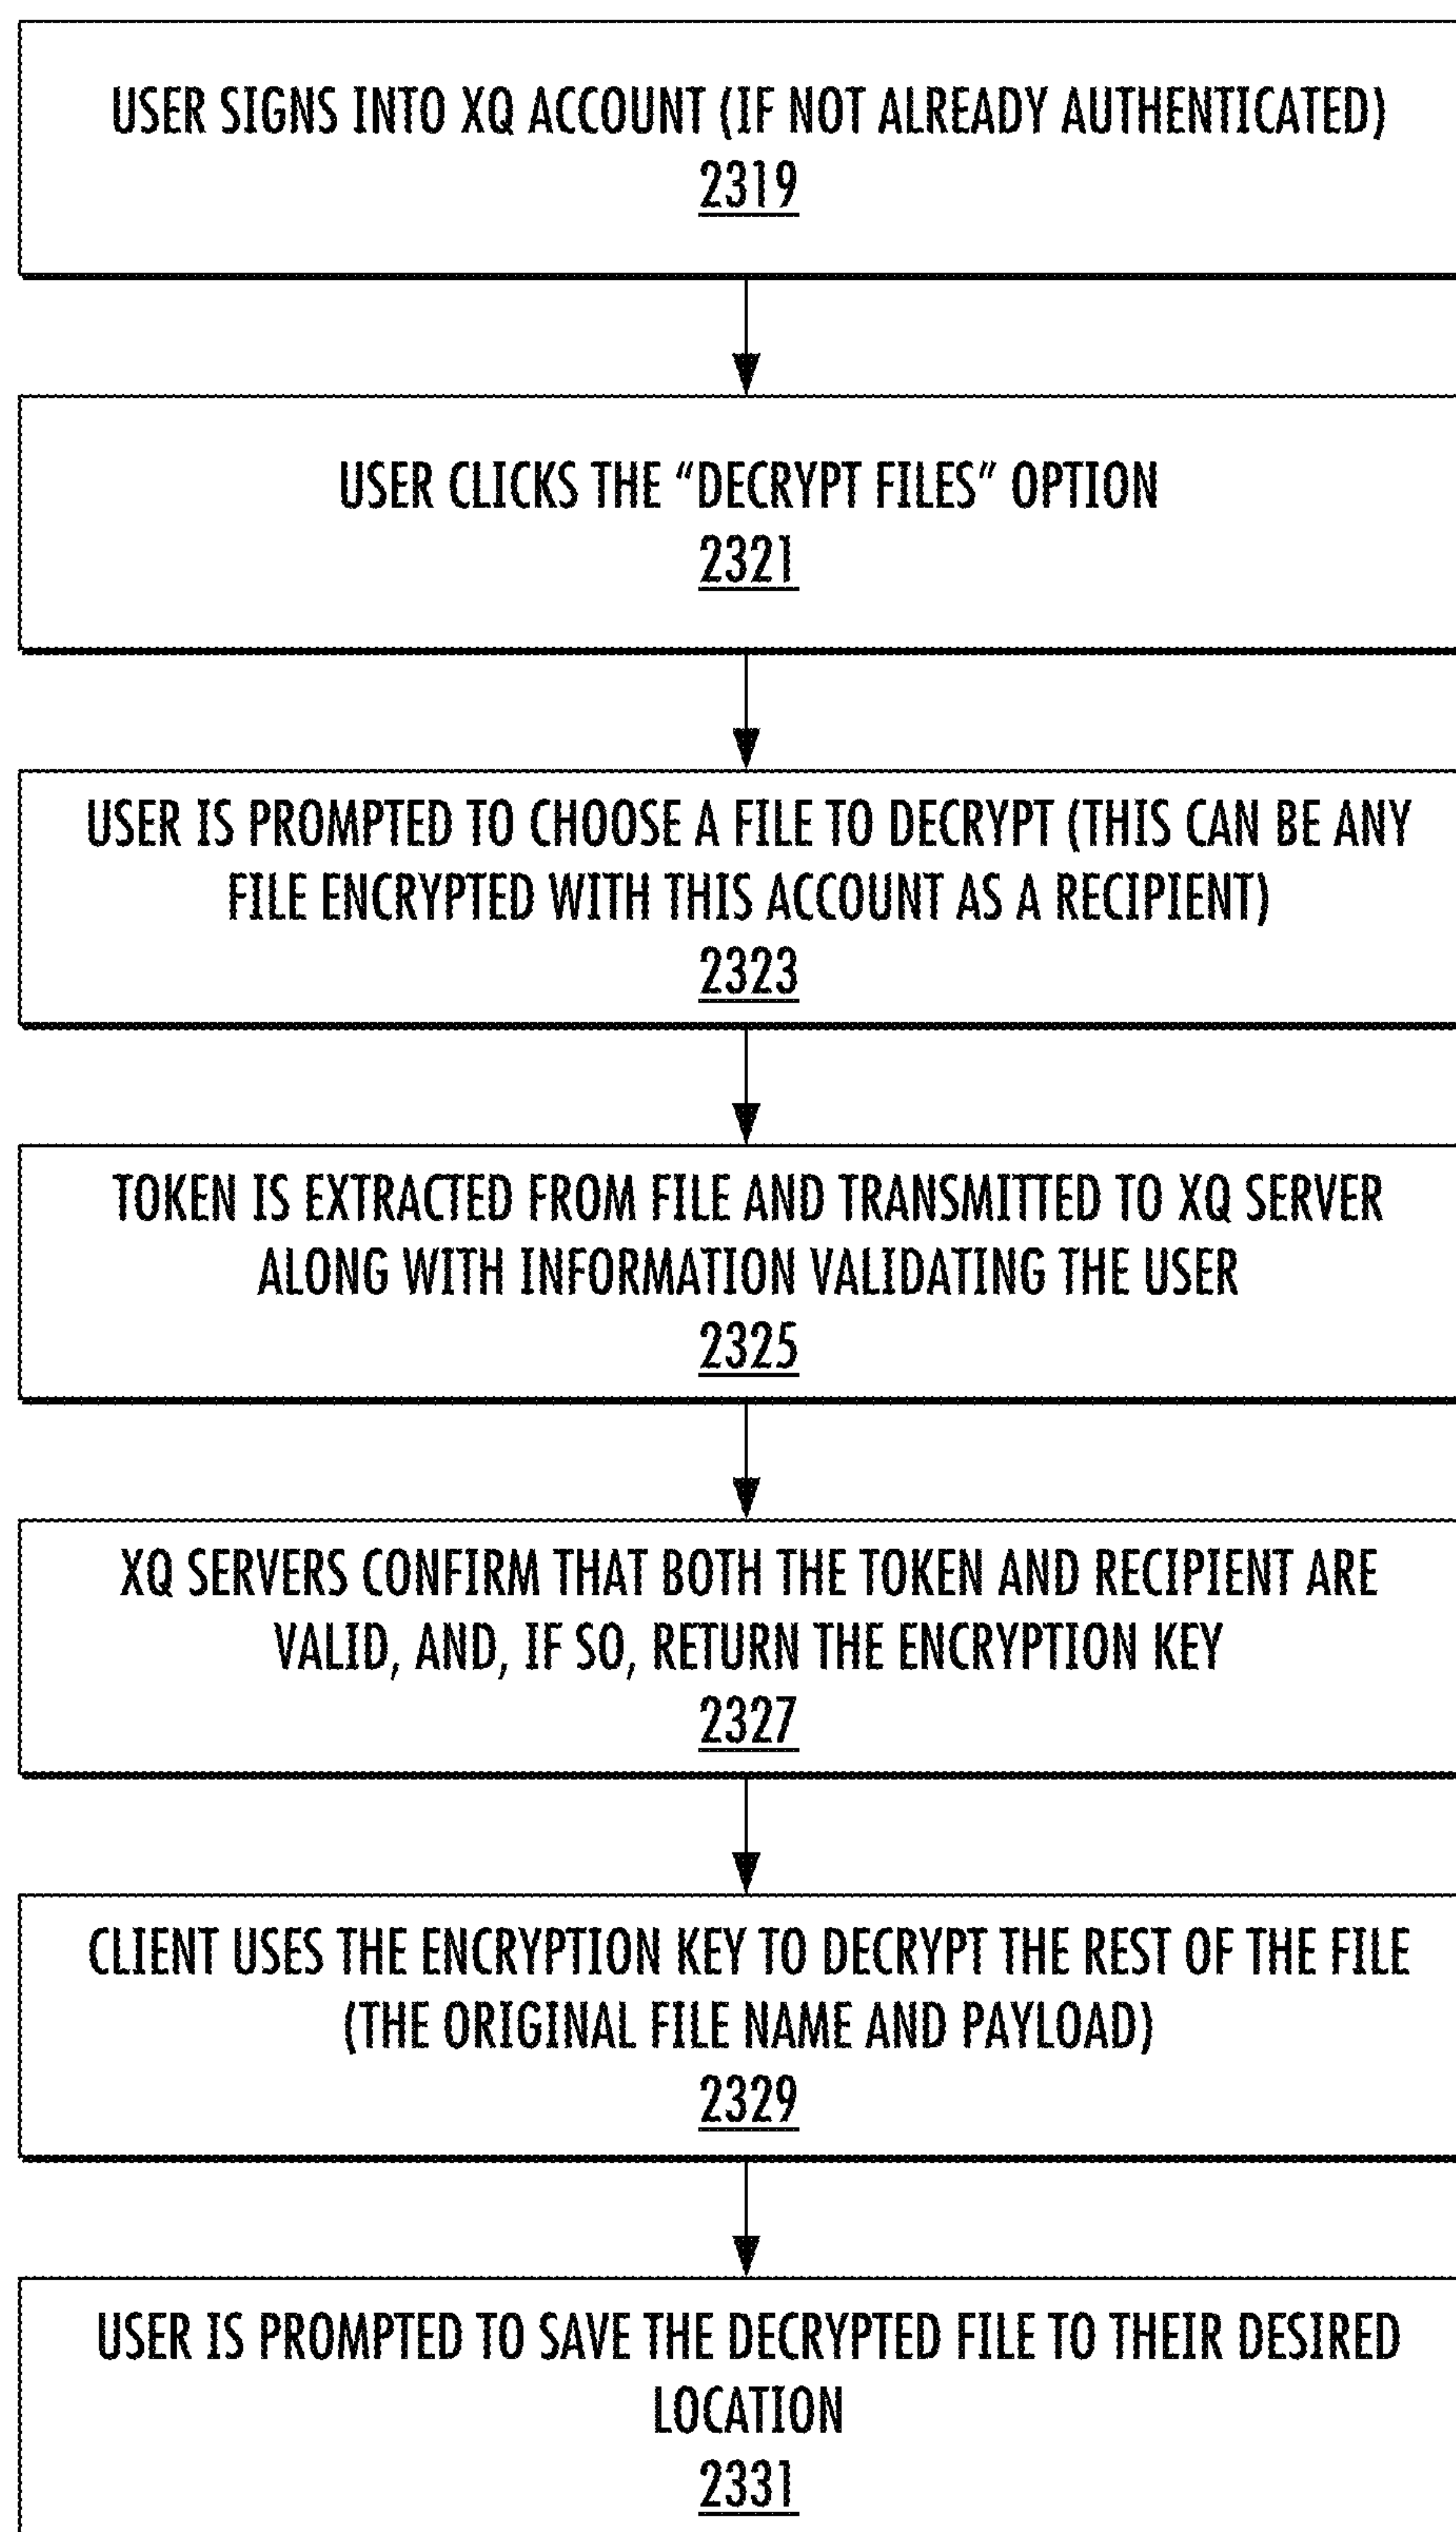 USER SIGNS INTO XQ ACCOUNT (IF NOT ALREADY AUTHENTICATED)
2319
USER CLICKS THE “DECRYPT FILES” OPTION
2321
USER IS PROMPTED TO CHOOSE A FILE TO DECRYPT (THIS CAN BE ANY
FILE ENCRYPTED WITH THIS ACCOUNT AS A RECIPIENT)
2323
TOKEN IS EXTRACTED FROM FILE AND TRANSMITTED TO XQ SERVER
ALONG WITH INFORMATION VALIDATING THE USER
2325
XQ SERVERS CONFIRM THAT BOTH THE TOKEN AND RECIPIENT ARE
VALID, AND, IF SO, RETURN THE ENCRYPTION KEY
2327
CLIENT USES THE ENCRYPTION KEY TO DECRYPT THE REST OF THE FILE
(THE ORIGINAL FILE NAME AND PAYLOAD)
2329
USER IS PROMPTED TO SAVE THE DECRYPTED FILE TO THEIR DESIRED
LOCATION
2331